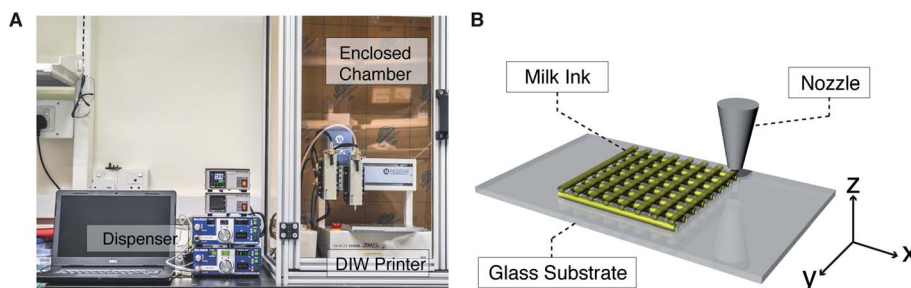 A
Enclosed
Chamber
Dispenser
DIW Printer
B
Milk Ink
Nozzle
Glass Substrate
Z
X
y